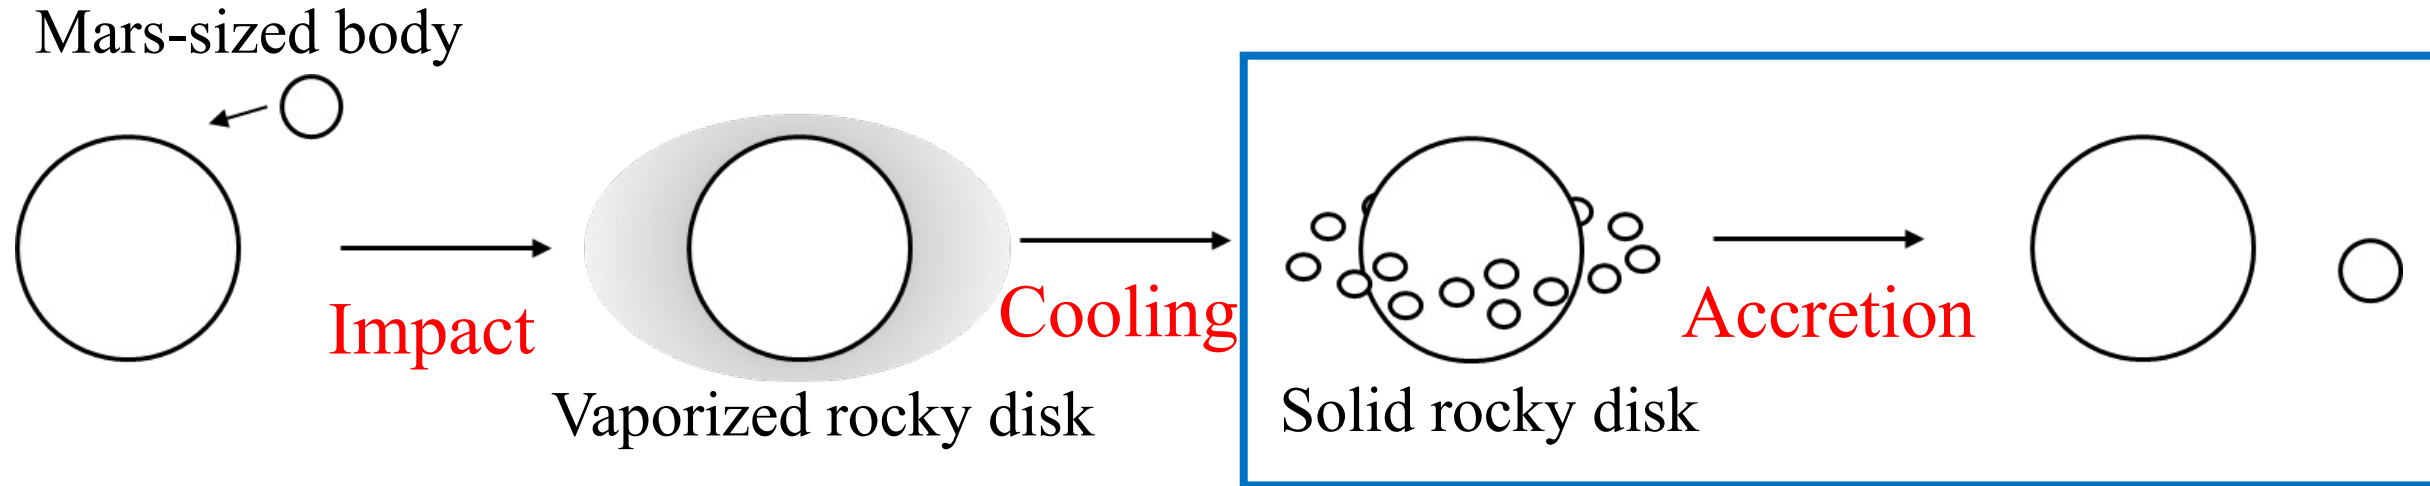 Mars-sized body
Impact
Vaporized rocky disk
Cooling
Solid rocky disk
Accretion